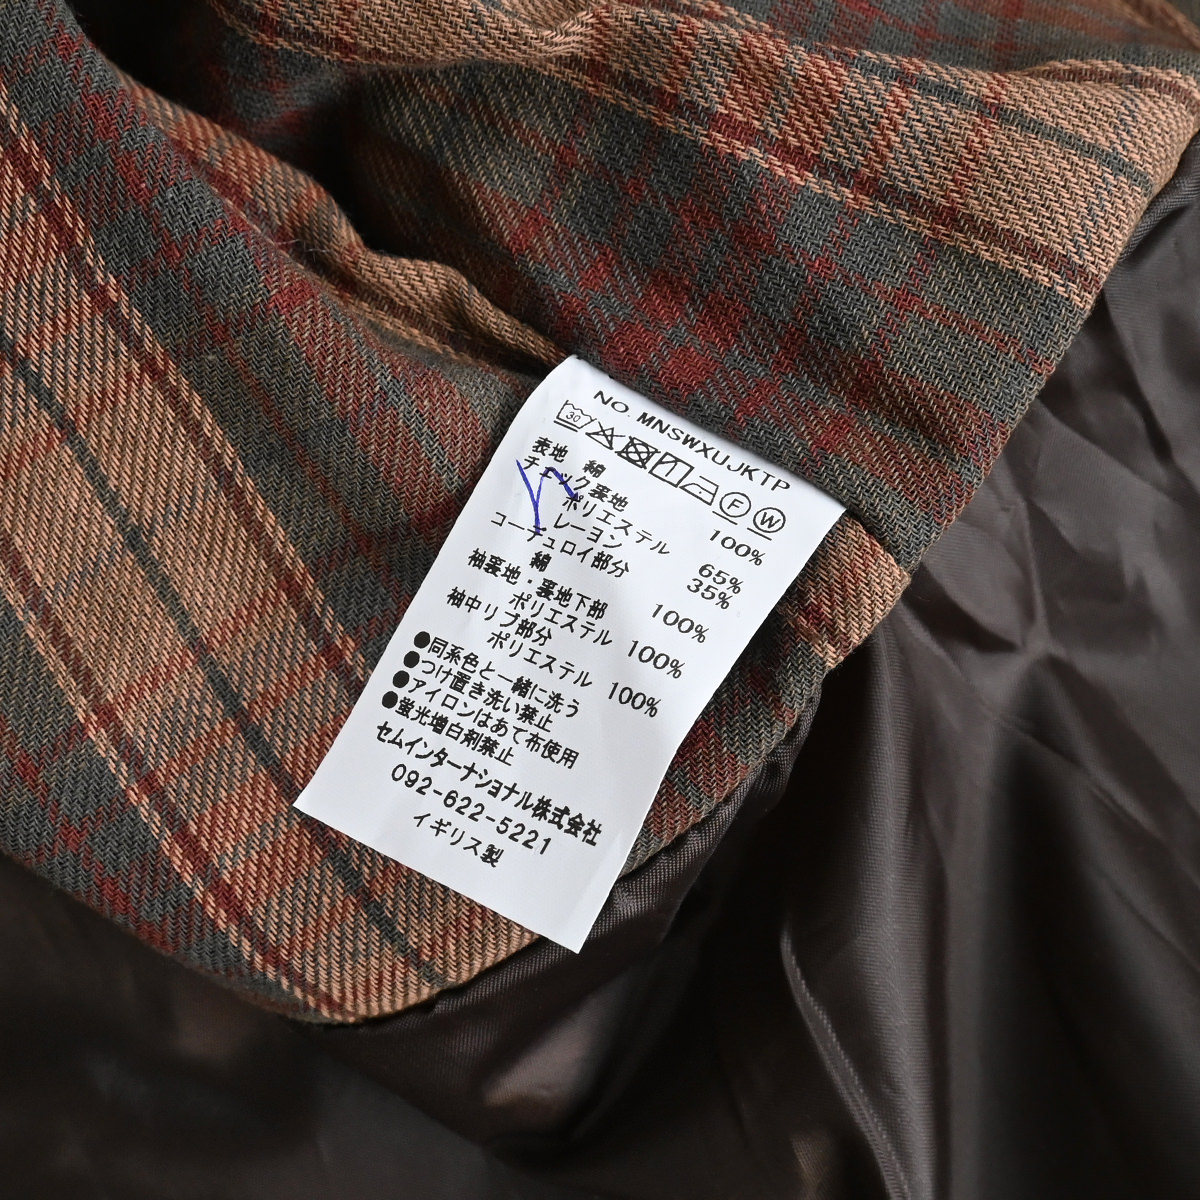 NO. MNSWXUJKTP
30 F W
表地 綿 100%
チェック裏地
ポリエステル 65%
レーヨン 35%
コーデュロイ部分
綿 100%
袖裏地・裏地下部
ポリエステル 100%
袖中リブ部分
ポリエステル 100%
●同系色と一緒に洗う
●つけ置き洗い禁止
●アイロンはあて布使用
●蛍光増白剤禁止
セムインターナショナル株式会社
092-622-5221
イギリス製